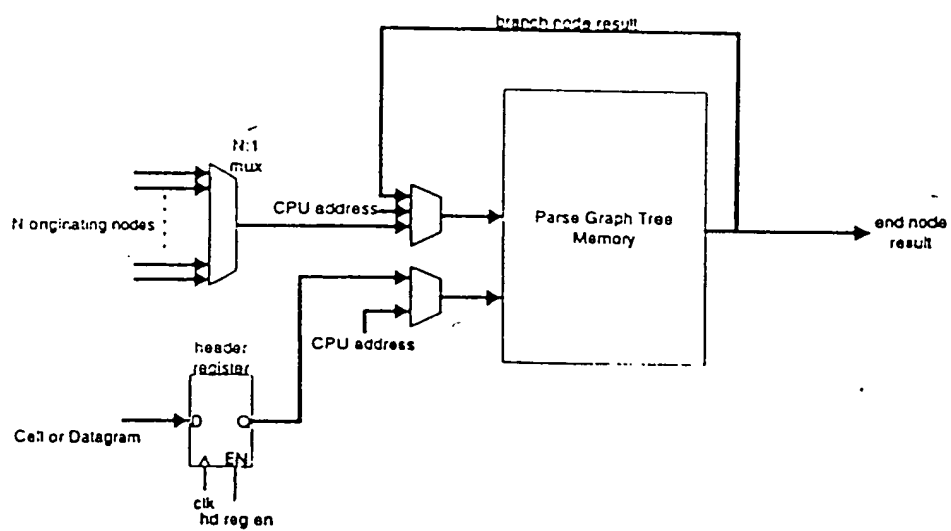 branch node result
N:1
mux
CPU address
N originating nodes
Parse Graph Tree
Memory
end node
result
CPU address
header
register
D Q
Cell or Datagram
EN
clk
hd reg en